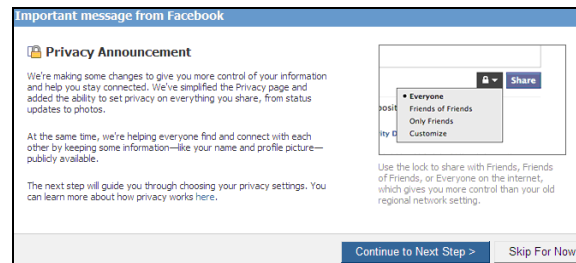 Important message from Facebook
Privacy Announcement
We're making some changes to give you more control of your information
and help you stay connected. We've simplified the Privacy page and
added the ability to set privacy on everything you share, from status
updates to photos.
At the same time, we're helping everyone find and connect with each
other by keeping some information—like your name and profile picture—
publicly available.
The next step will guide you through choosing your privacy settings. You
can learn more about how privacy works here.
Share
• Everyone
Friends of Friends
Only Friends
Customize
posit
ity D
Use the lock to share with Friends, Friends
of Friends, or Everyone on the internet,
which gives you more control than your old
regional network setting.
Continue to Next Step >
Skip For Now